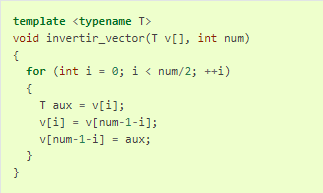 template <typename T>
void invertir_vector(T v[], int num)
{
  for (int i = 0; i < num/2; ++i)
  {
    T aux = v[i];
    v[i] = v[num-1-i];
    v[num-1-i] = aux;
  }
}